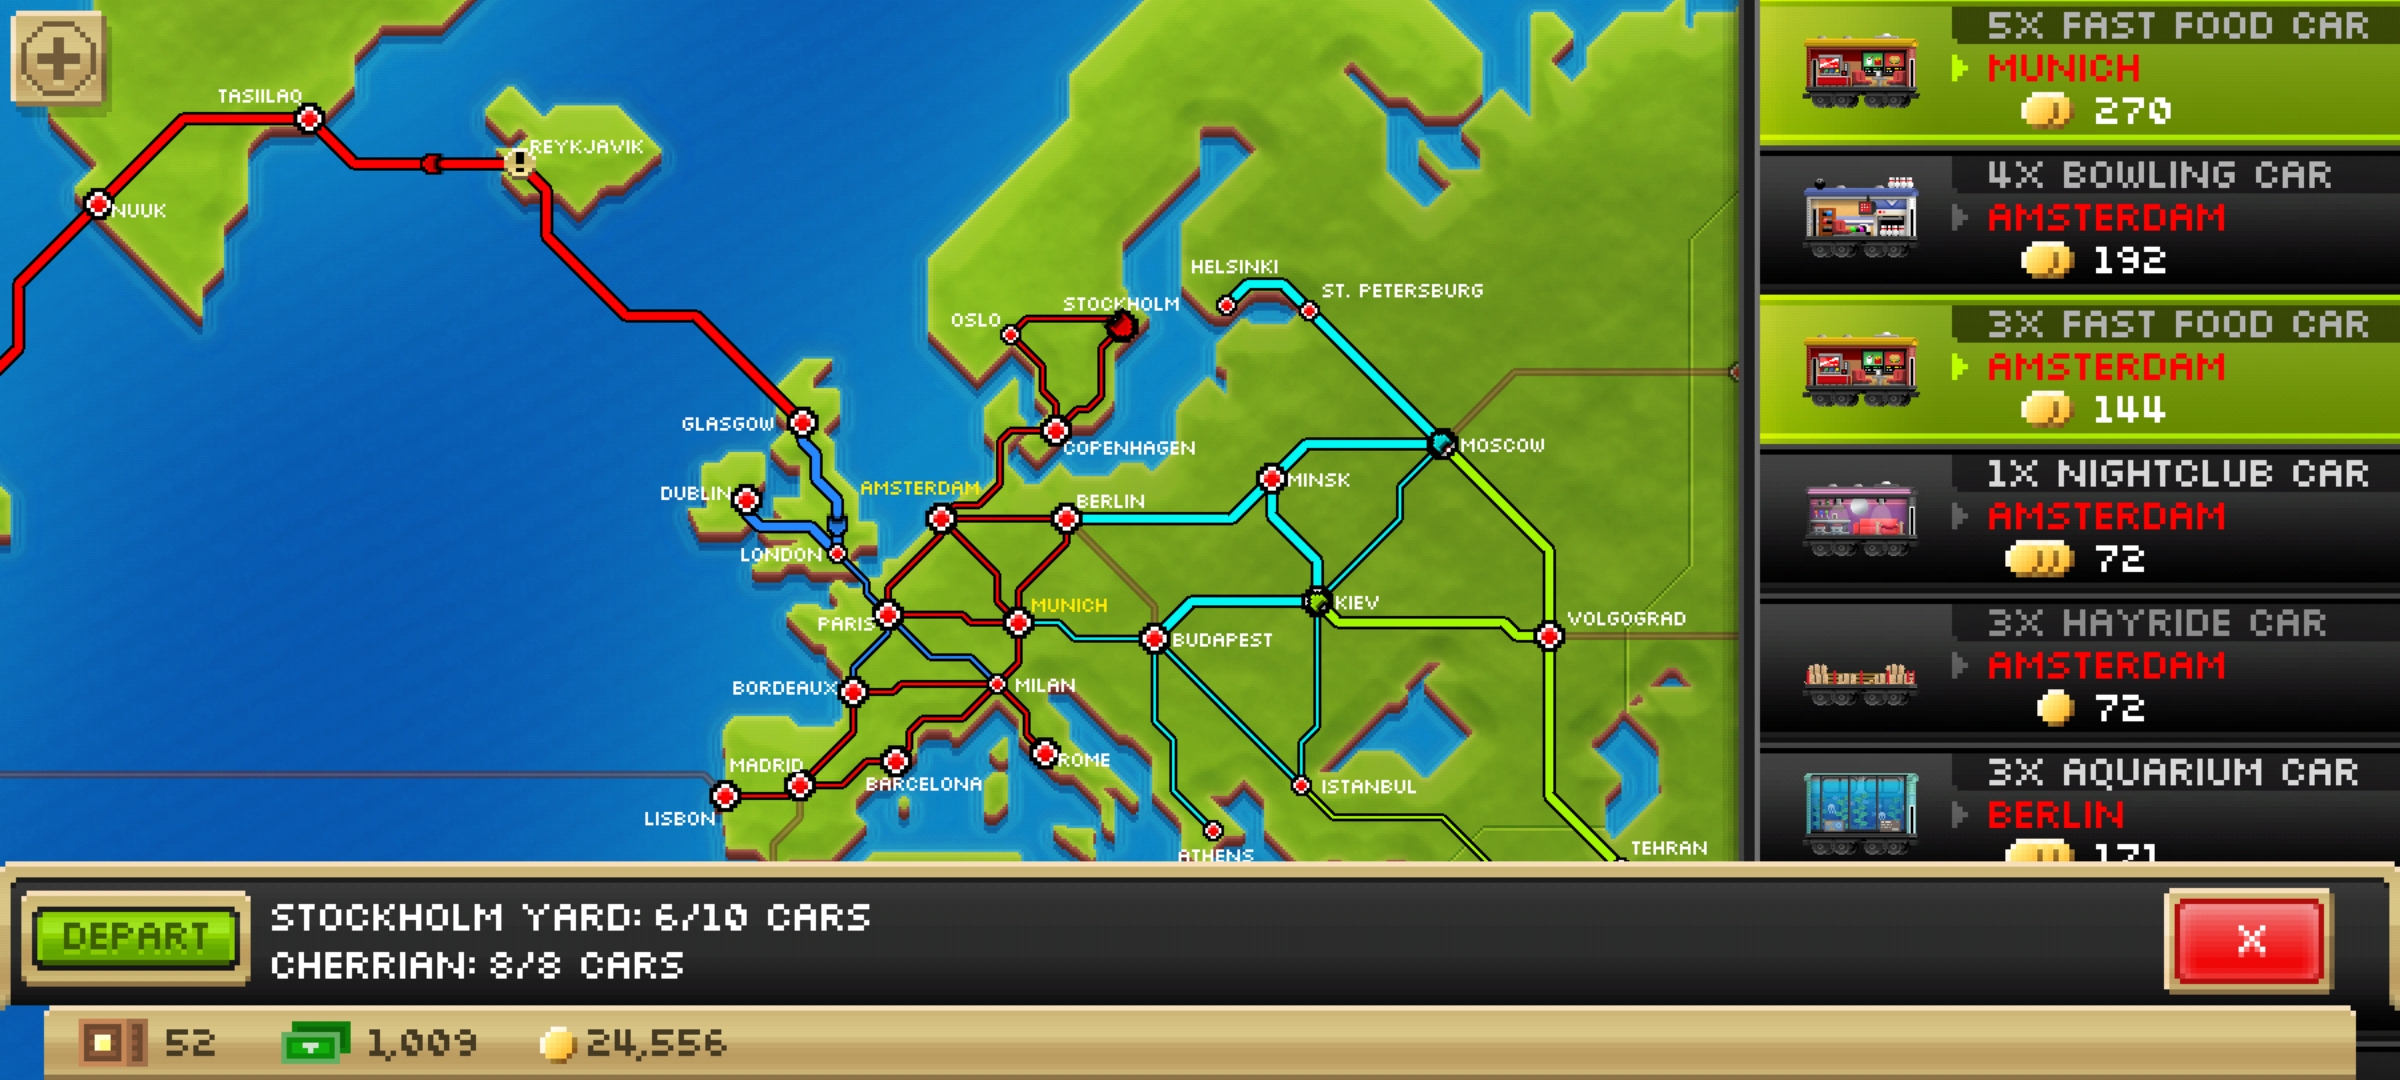 TASIILAQ
REYKJAVIK
NUUK
HELSINKI
ST. PETERSBURG
STOCKHOLM
OSLO
GLASGOW
COPENHAGEN
MOSCOW
DUBLIN
AMSTERDAM
BERLIN
MINSK
LONDON
PARIS
MUNICH
KIEV
VOLGOGRAD
BUDAPEST
BORDEAUX
MILAN
MADRID
BARCELONA
ROME
ISTANBUL
LISBON
ATHENS
TEHRAN
5X FAST FOOD CAR
MUNICH
270
4X BOWLING CAR
AMSTERDAM
192
3X FAST FOOD CAR
AMSTERDAM
144
1X NIGHTCLUB CAR
AMSTERDAM
72
3X HAYRIDE CAR
AMSTERDAM
72
3X AQUARIUM CAR
BERLIN
171
DEPART
STOCKHOLM YARD: 6/10 CARS
CHERRIAN: 8/8 CARS
X
52
1,009
24,556